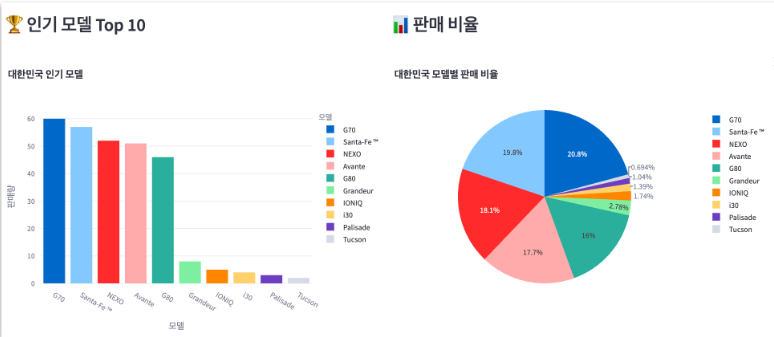 🏆 인기 모델 Top 10
대한민국 인기 모델
판매량
60
50
40
30
20
10
0
G70
Santa-Fe ™
NEXO
Avante
G80
Grandeur
IONIQ
i30
Palisade
Tucson
모델
모델
G70
Santa-Fe ™
NEXO
Avante
G80
Grandeur
IONIQ
i30
Palisade
Tucson
📊 판매 비율
대한민국 모델별 판매 비율
20.8%
0.694%
1.04%
1.39%
1.74%
2.78%
16%
17.7%
18.1%
19.8%
G70
Santa-Fe ™
NEXO
Avante
G80
Grandeur
IONIQ
i30
Palisade
Tucson